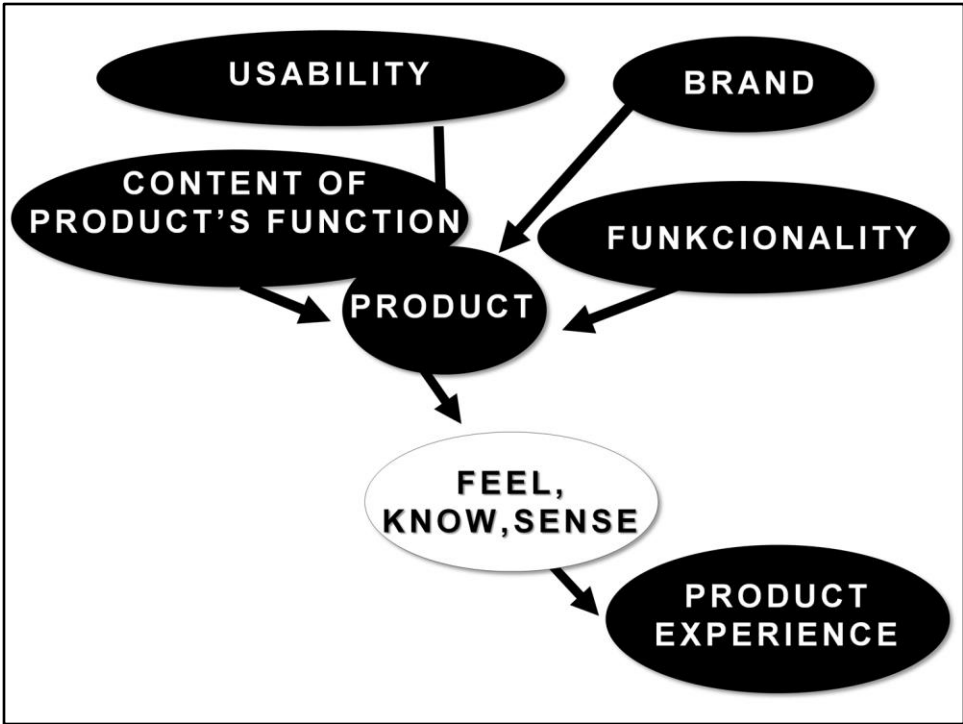 USABILITY
BRAND
CONTENT OF
PRODUCT’S FUNCTION
FUNKCIONALITY
PRODUCT
FEEL,
KNOW,SENSE
PRODUCT
EXPERIENCE